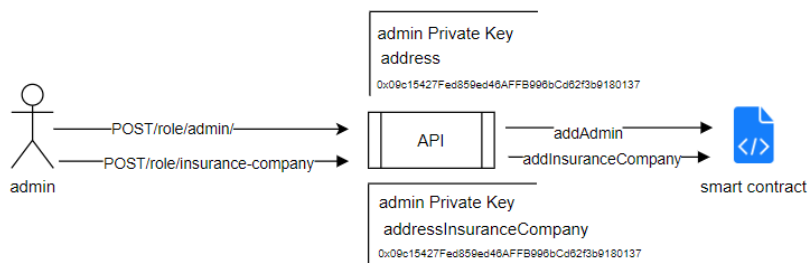 admin Private Key
address
0x09c15427Fed859ed46AFFB996bCd62f3b9180137
POST/role/admin/
API
addAdmin
POST/role/insurance-company
addInsuranceCompany
admin
smart contract
admin Private Key
addressInsuranceCompany
0x09c15427Fed859ed46AFFB996bCd62f3b9180137